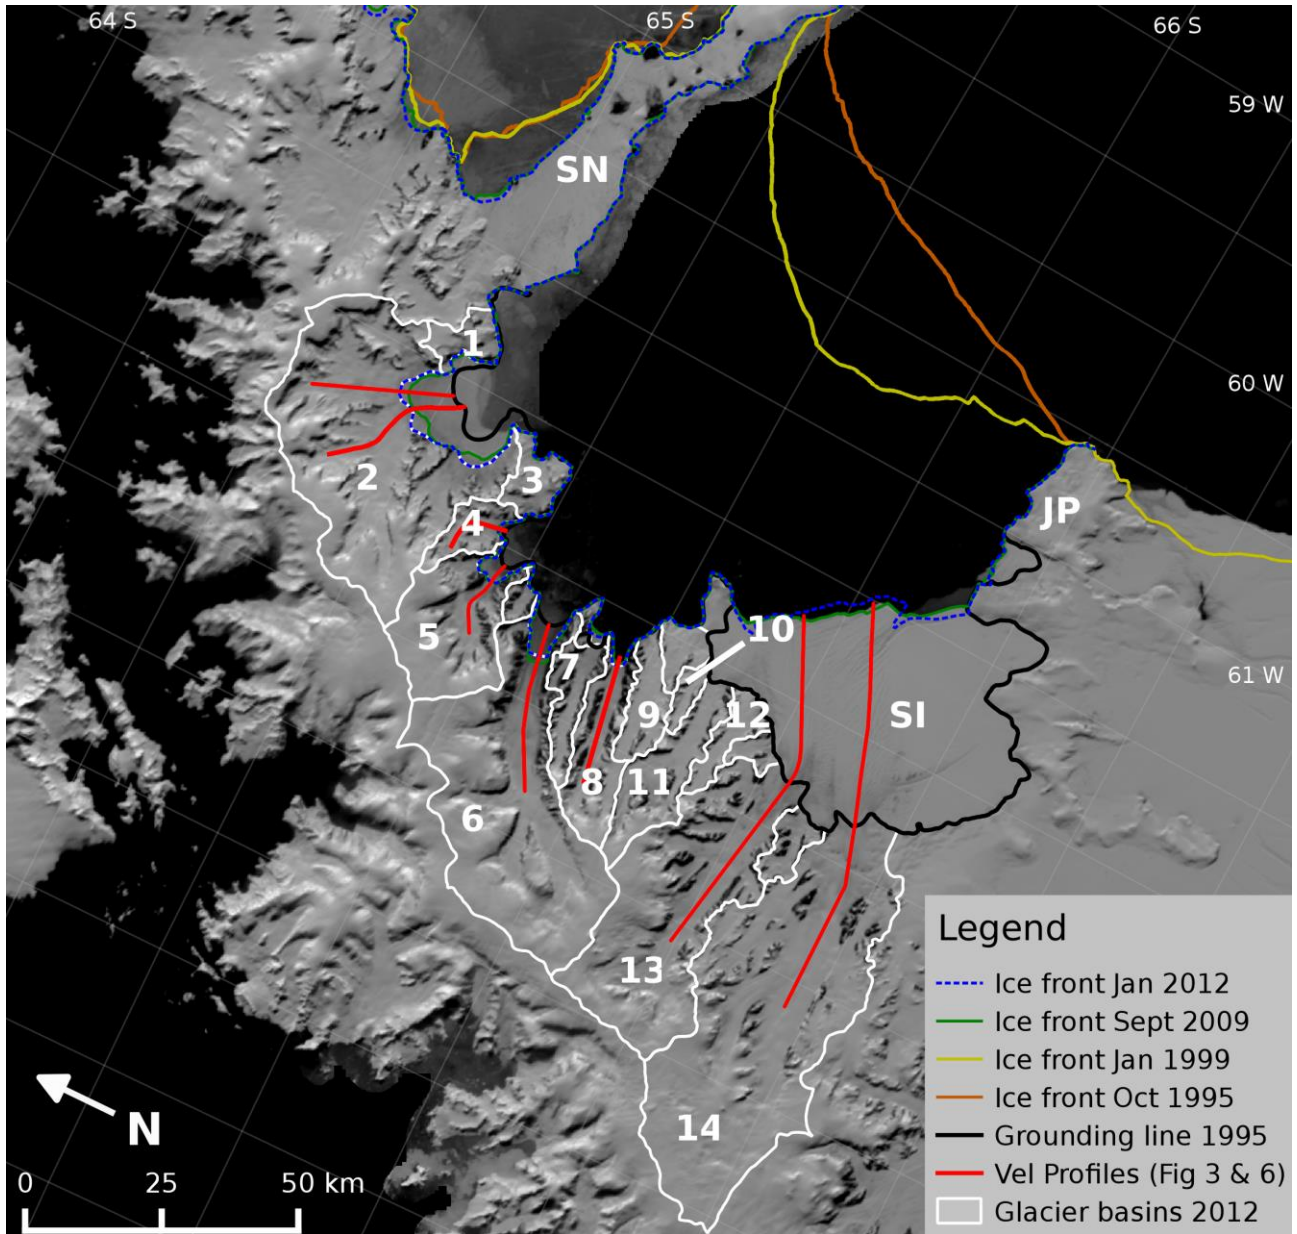 64 S
65 S
66 S
59 W
SN
1
60 W
2
3
4
JP
5
10
7
61 W
9
12
SI
8
11
6
13
14
N
0 25 50 km
Legend
Ice front Jan 2012
Ice front Sept 2009
Ice front Jan 1999
Ice front Oct 1995
Grounding line 1995
Vel Profiles (Fig 3 & 6)
Glacier basins 2012